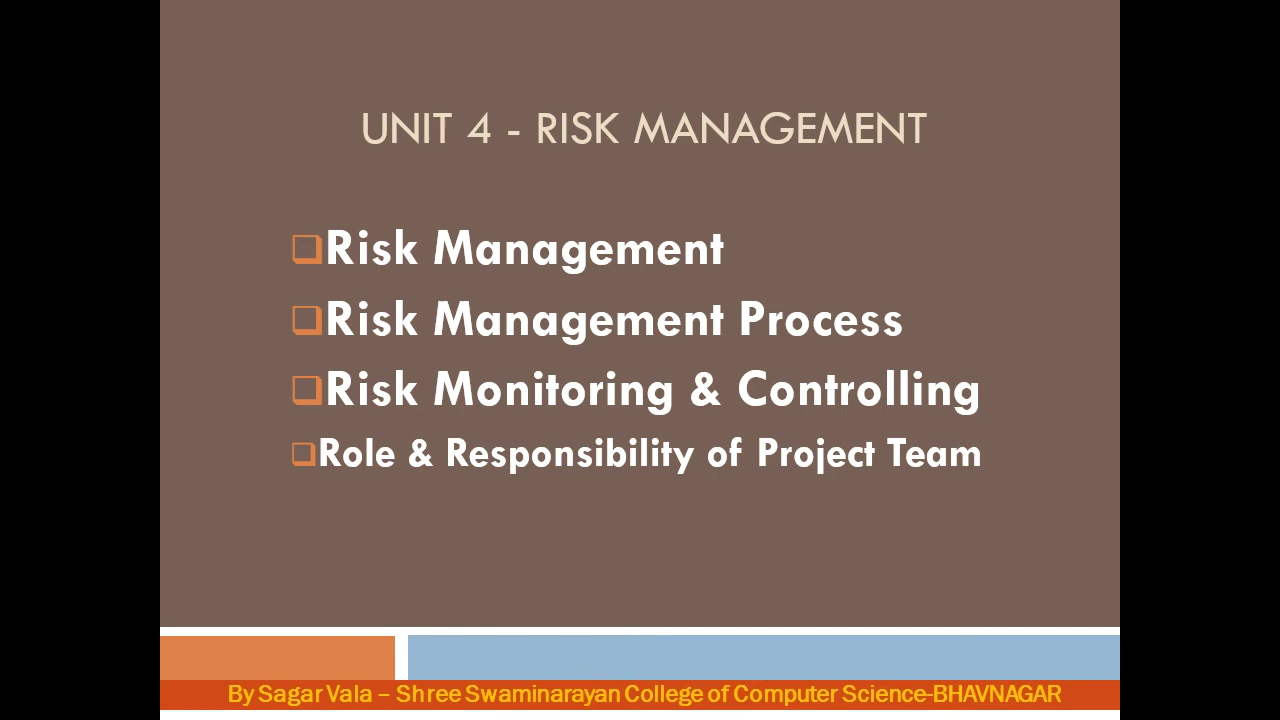 UNIT 4 - RISK MANAGEMENT
Risk Management
Risk Management Process
Risk Monitoring & Controlling
Role & Responsibility of Project Team
By Sagar Vala – Shree Swaminarayan College of Computer Science-BHAVNAGAR